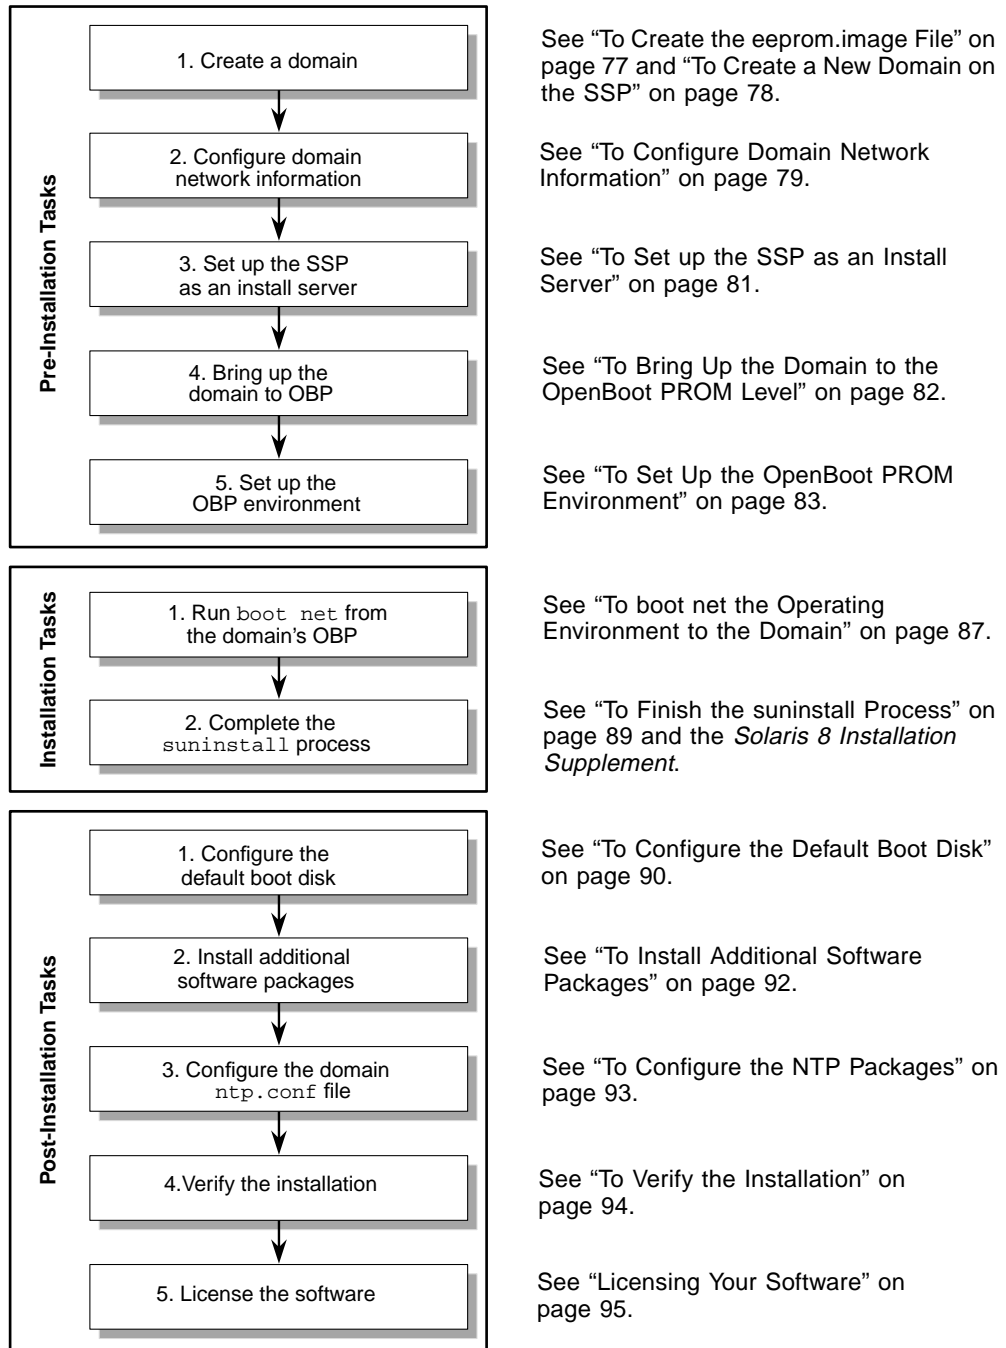 Pre-Installation Tasks
1. Create a domain
See “To Create the eeprom.image File” on
page 77 and “To Create a New Domain on
the SSP” on page 78.
2. Configure domain
network information
See “To Configure Domain Network
Information” on page 79.
3. Set up the SSP
as an install server
See “To Set up the SSP as an Install
Server” on page 81.
4. Bring up the
domain to OBP
See “To Bring Up the Domain to the
OpenBoot PROM Level” on page 82.
5. Set up the
OBP environment
See “To Set Up the OpenBoot PROM
Environment” on page 83.
Installation Tasks
1. Run boot net from
the domain’s OBP
See “To boot net the Operating
Environment to the Domain” on page 87.
2. Complete the
suninstall process
See “To Finish the suninstall Process” on
page 89 and the Solaris 8 Installation
Supplement.
Post-Installation Tasks
1. Configure the
default boot disk
See “To Configure the Default Boot Disk”
on page 90.
2. Install additional
software packages
See “To Install Additional Software
Packages” on page 92.
3. Configure the domain
ntp.conf file
See “To Configure the NTP Packages” on
page 93.
4.Verify the installation
See “To Verify the Installation” on
page 94.
5. License the software
See “Licensing Your Software” on
page 95.